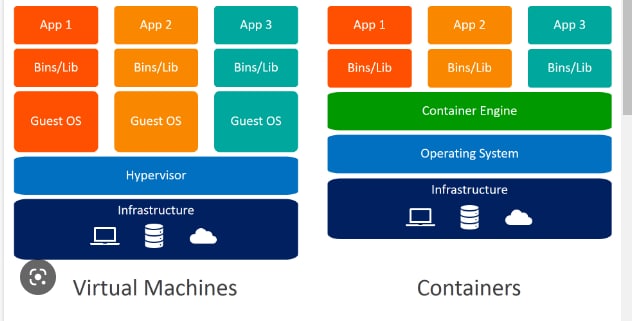 App 1
App 2
App 3
Bins/Lib
Bins/Lib
Bins/Lib
Guest OS
Guest OS
Guest OS
Hypervisor
Infrastructure
Virtual Machines
App 1
App 2
App 3
Bins/Lib
Bins/Lib
Bins/Lib
Container Engine
Operating System
Infrastructure
Containers